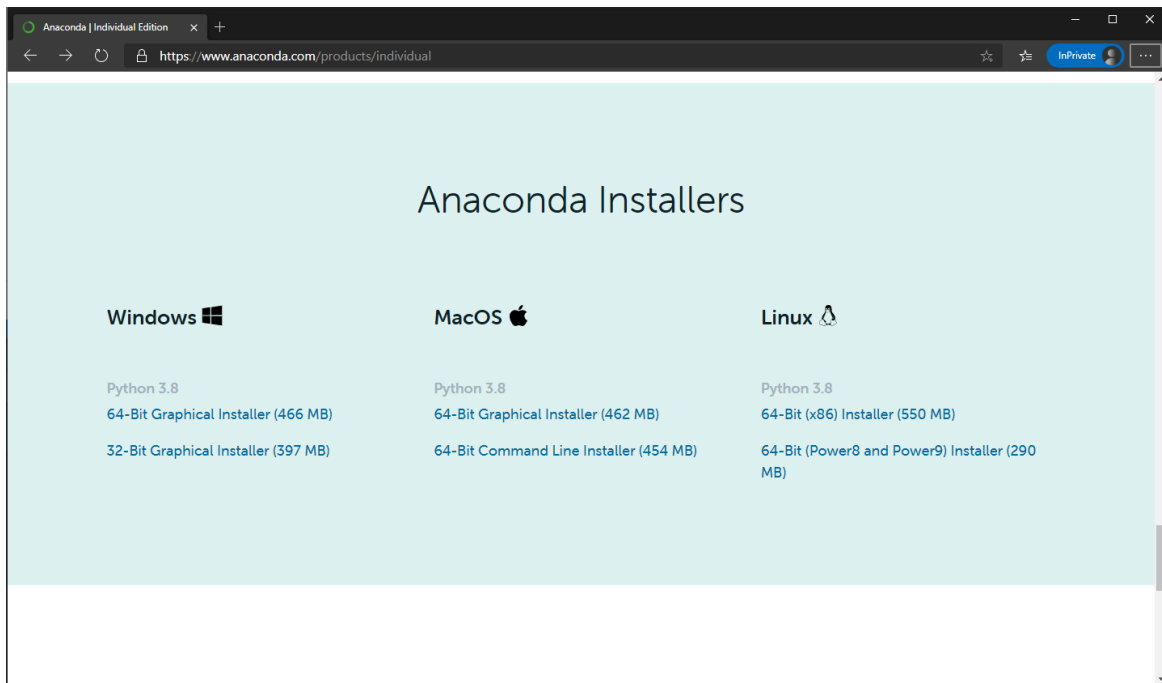 Anaconda | Individual Edition
https://www.anaconda.com/products/individual
InPrivate
Anaconda Installers
Windows
MacOS
Linux
Python 3.8
64-Bit Graphical Installer (466 MB)
32-Bit Graphical Installer (397 MB)
Python 3.8
64-Bit Graphical Installer (462 MB)
64-Bit Command Line Installer (454 MB)
Python 3.8
64-Bit (x86) Installer (550 MB)
64-Bit (Power8 and Power9) Installer (290
MB)